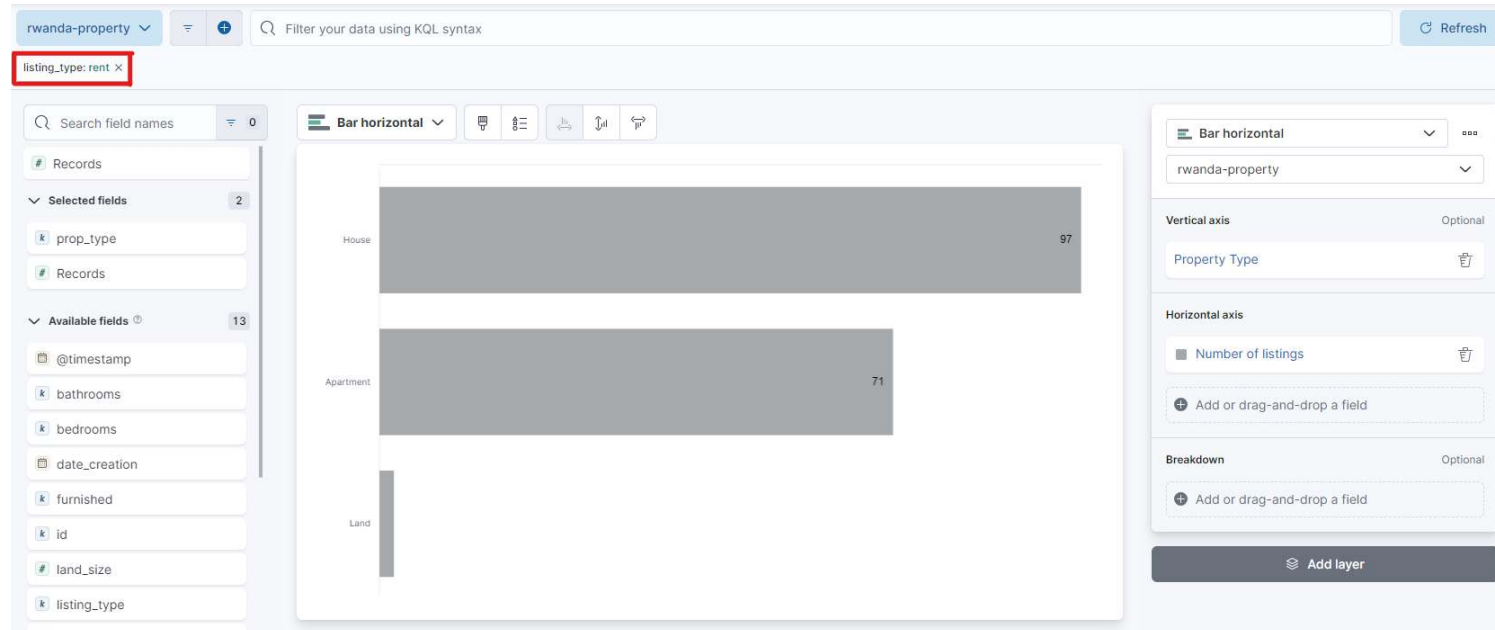 rwanda-property
Filter your data using KQL syntax
Refresh
listing_type: rent ×
Search field names
0
Records
Selected fields
2
prop_type
Records
Available fields
13
@timestamp
bathrooms
bedrooms
date_creation
furnished
id
land_size
listing_type
Bar horizontal
House
97
Apartment
71
Land
Bar horizontal
rwanda-property
Vertical axis
Optional
Property Type
Horizontal axis
Number of listings
Add or drag-and-drop a field
Breakdown
Optional
Add or drag-and-drop a field
Add layer